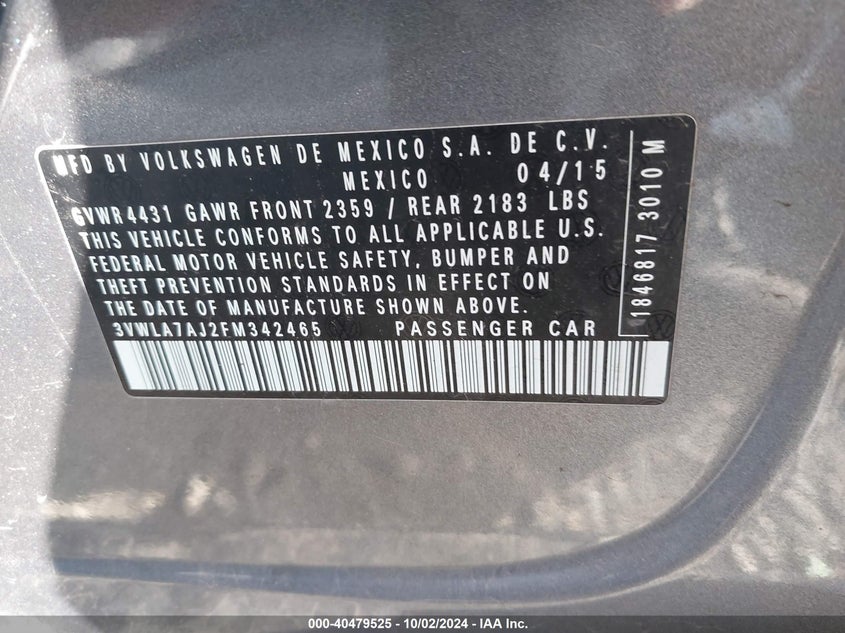 MFD BY VOLKSWAGEN DE MEXICO S.A. DE C.V.
MEXICO 04/15
GVWR 4431 GAWR FRONT 2359 / REAR 2183 LBS
THIS VEHICLE CONFORMS TO ALL APPLICABLE U.S.
FEDERAL MOTOR VEHICLE SAFETY, BUMPER AND
THEFT PREVENTION STANDARDS IN EFFECT ON
THE DATE OF MANUFACTURE SHOWN ABOVE.
3VWLA7AJ2FM342465 PASSENGER CAR
1846817 3010 M
000-40479525 - 10/02/2024 - IAA Inc.